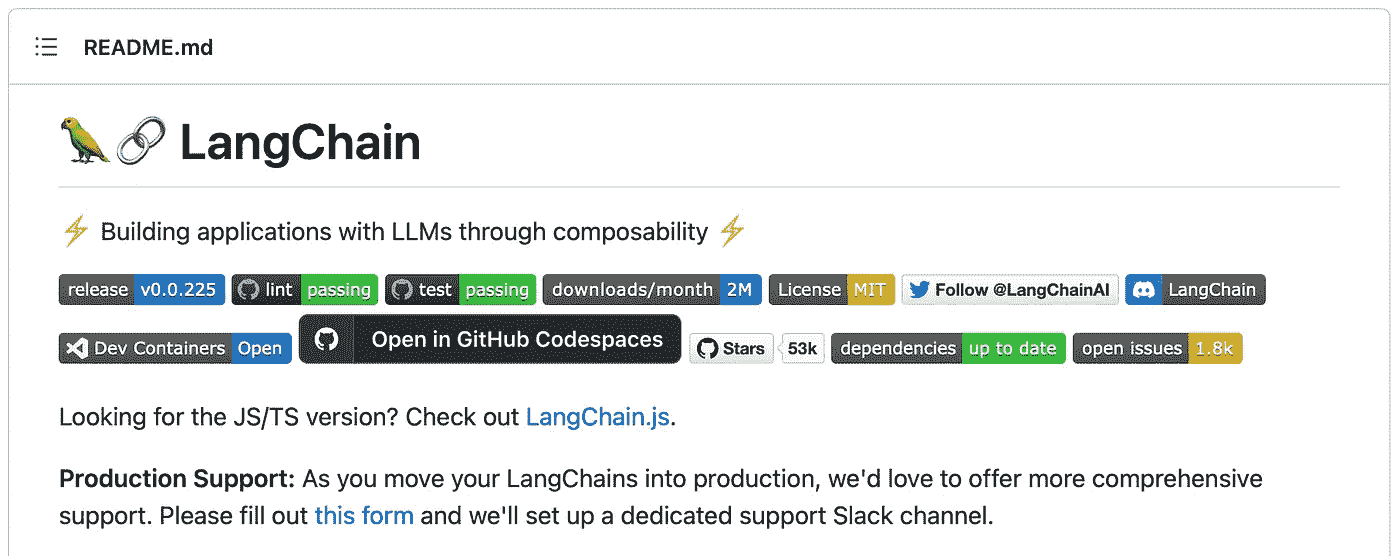 README.md
LangChain
Building applications with LLMs through composability
release v0.0.225 lint passing test passing downloads/month 2M License MIT Follow @LangChainAI LangChain
Dev Containers Open Open in GitHub Codespaces Stars 53k dependencies up to date open issues 1.8k
Looking for the JS/TS version? Check out LangChain.js.
Production Support: As you move your LangChains into production, we'd love to offer more comprehensive
support. Please fill out this form and we'll set up a dedicated support Slack channel.